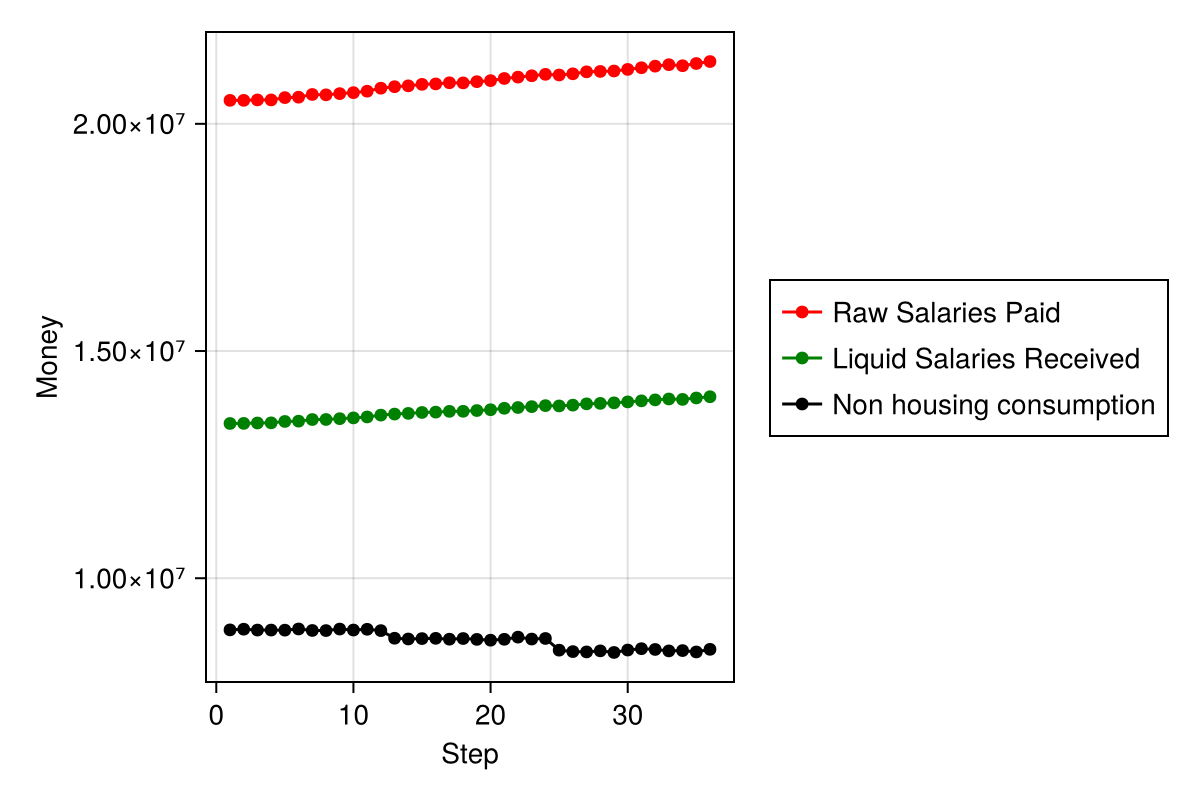 2.00×10⁷
1.50×10⁷
1.00×10⁷
Money
0 10 20 30
Step
Raw Salaries Paid
Liquid Salaries Received
Non housing consumption